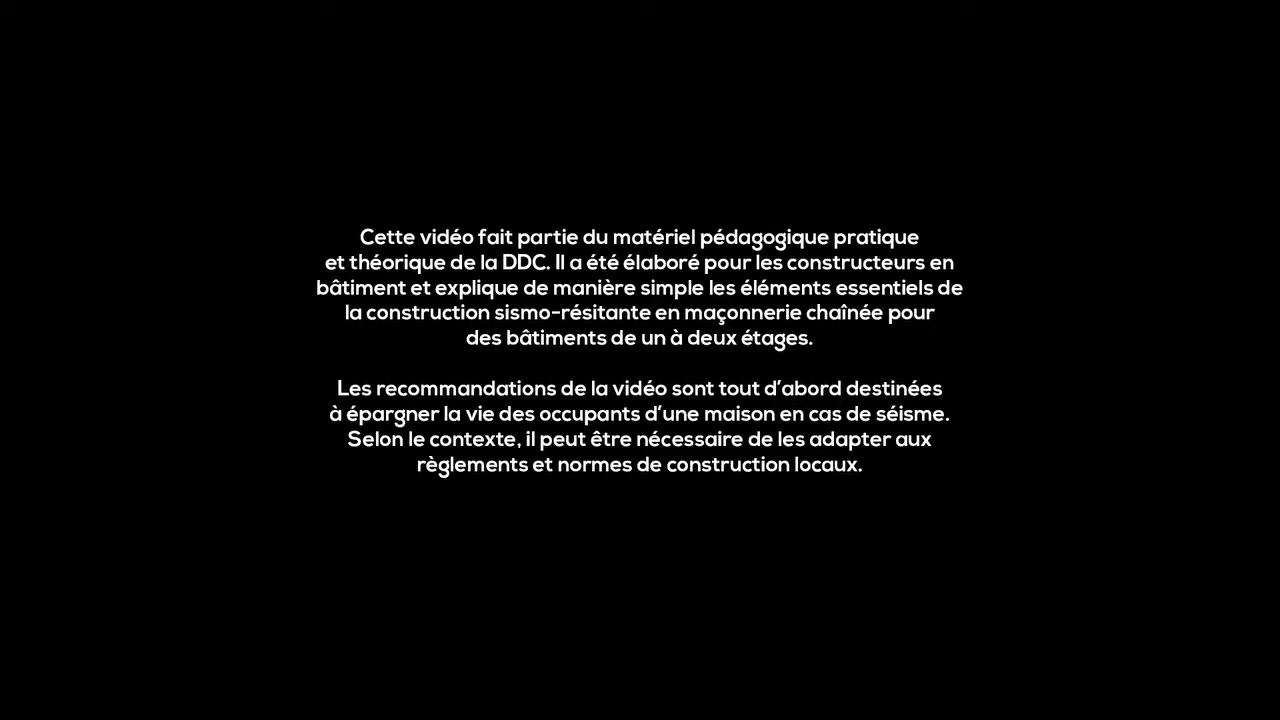 Cette vidéo fait partie du matériel pédagogique pratique
et théorique de la DDC. Il a été élaboré pour les constructeurs en
bâtiment et explique de manière simple les éléments essentiels de
la construction sismo-résitante en maçonnerie chaînée pour
des bâtiments de un à deux étages.
Les recommandations de la vidéo sont tout d’abord destinées
à épargner la vie des occupants d’une maison en cas de séisme.
Selon le contexte, il peut être nécessaire de les adapter aux
règlements et normes de construction locaux.